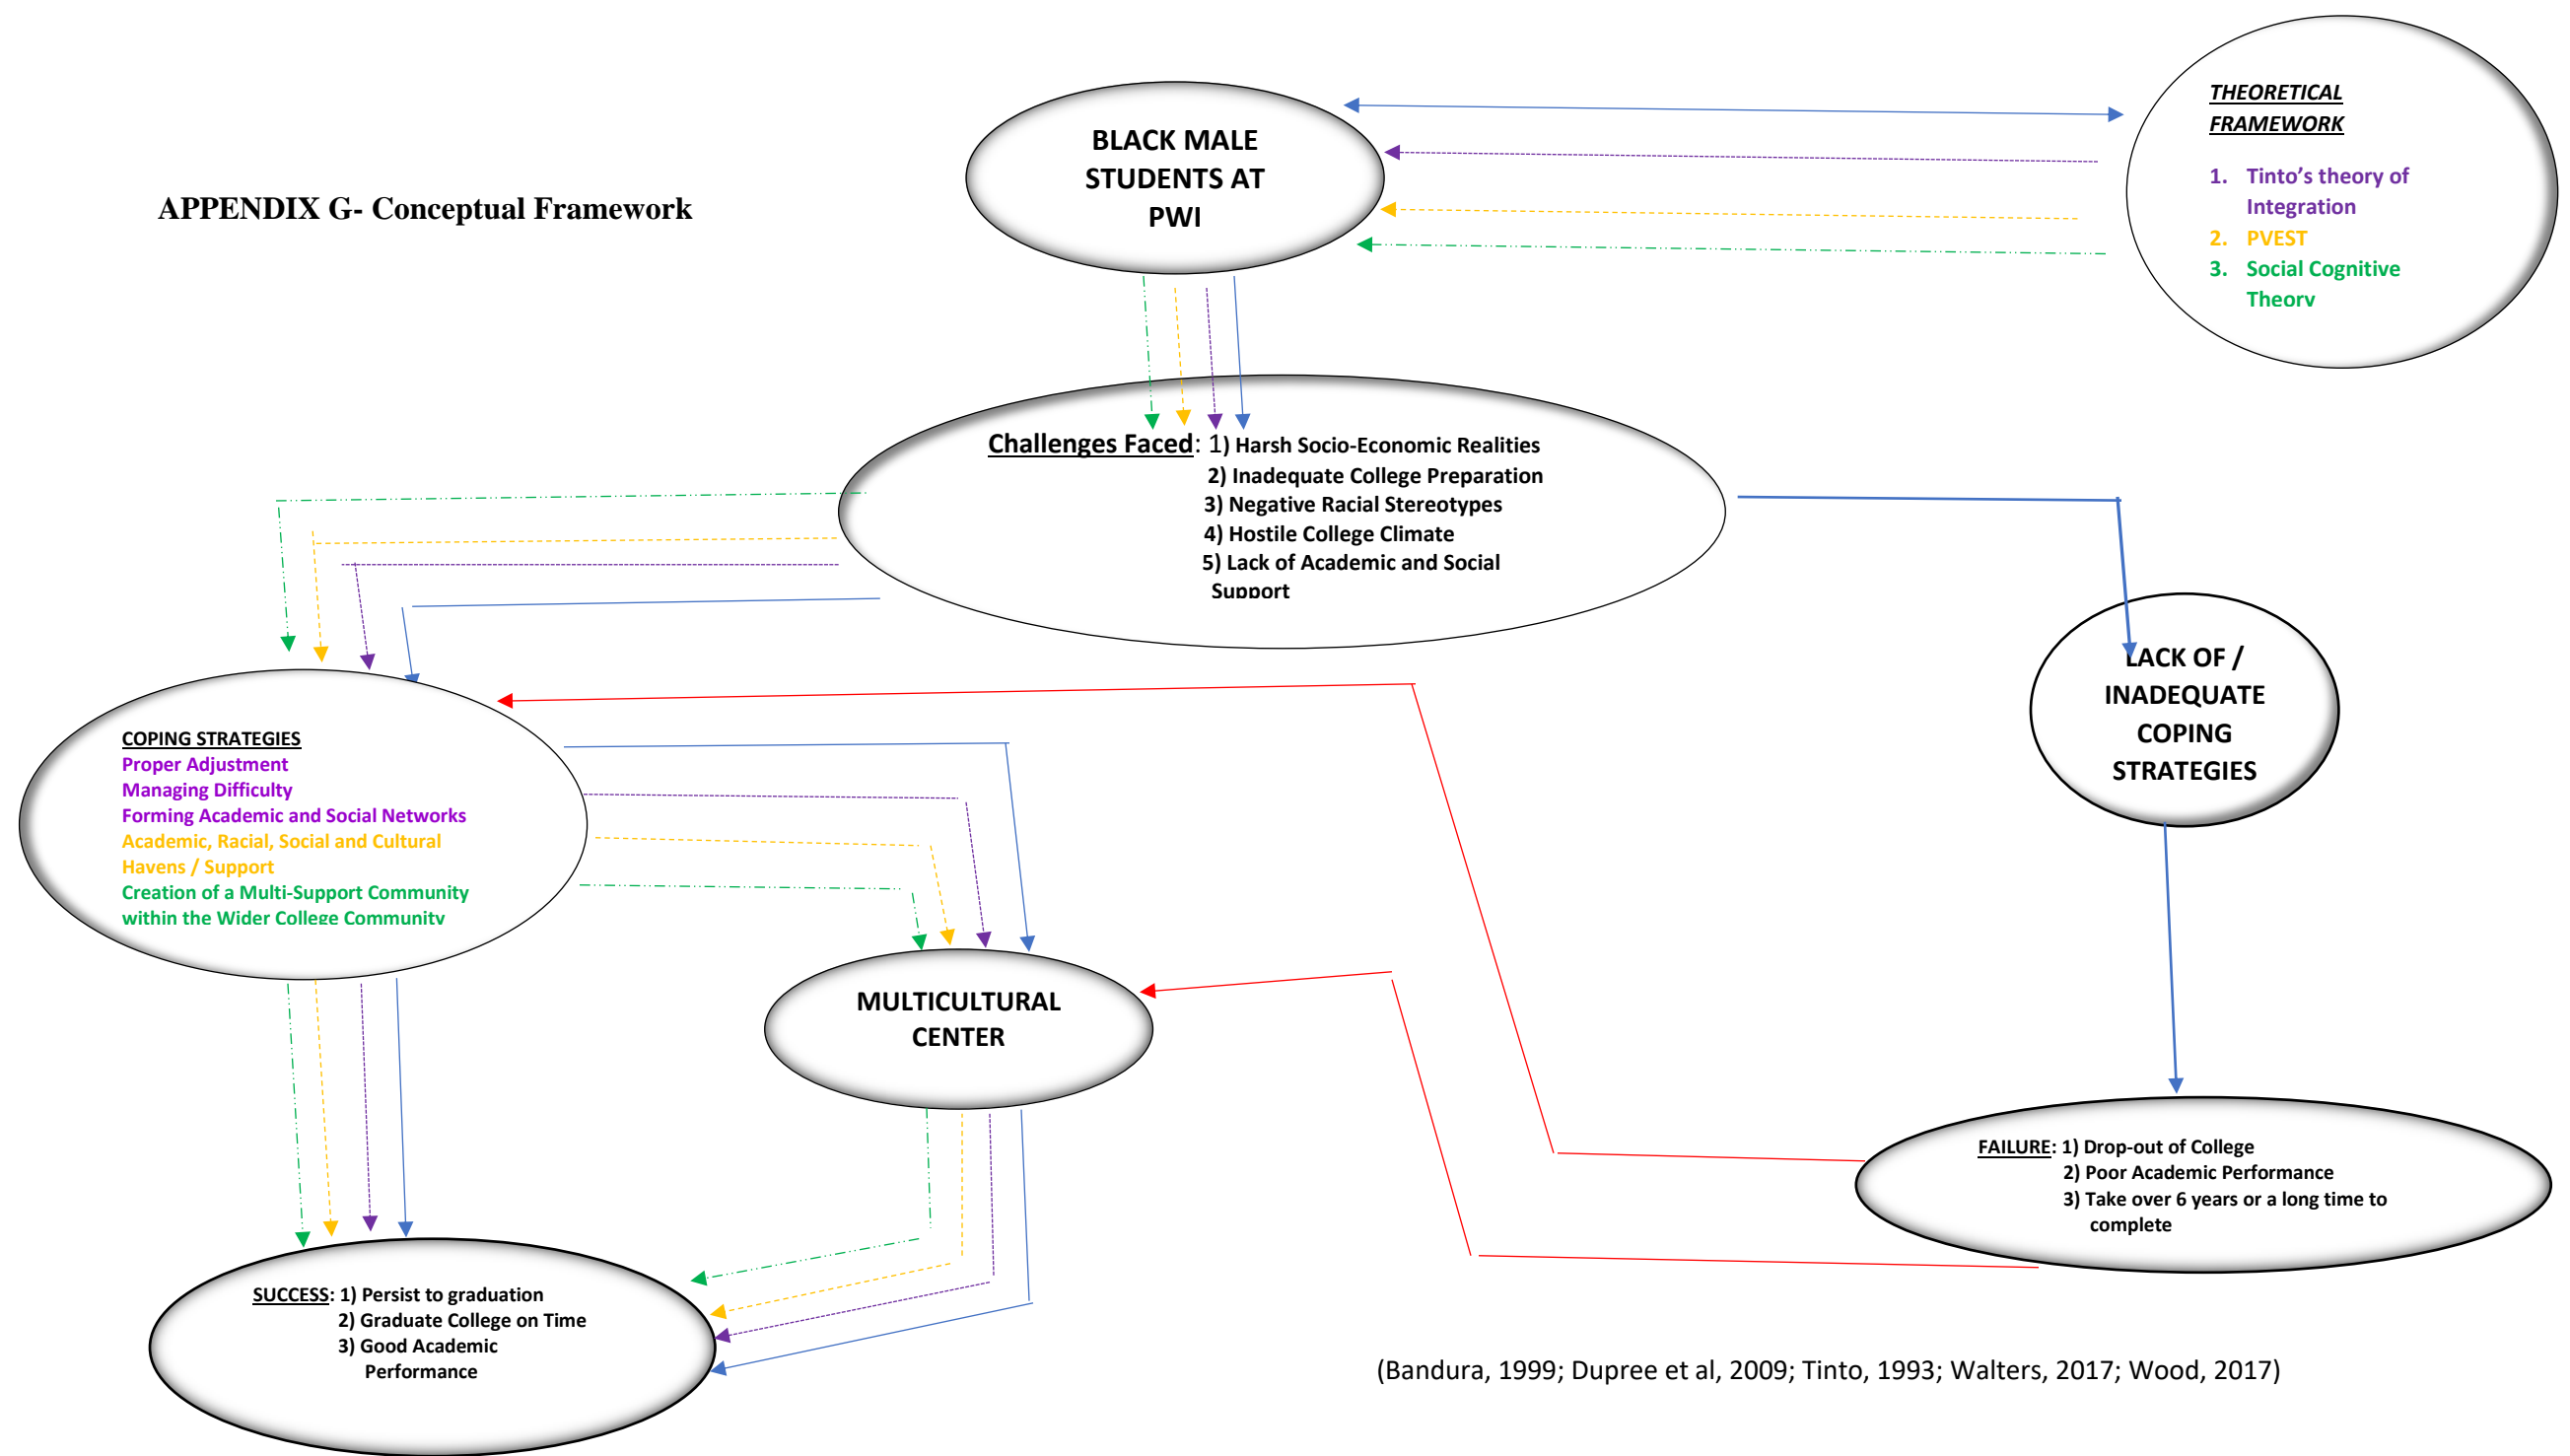 APPENDIX G- Conceptual Framework
BLACK MALE
STUDENTS AT
PWI
THEORETICAL
FRAMEWORK
1. Tinto's theory of
Integration
2. PVEST
3. Social Cognitive
Theory
Challenges Faced: 1) Harsh Socio-Economic Realities
2) Inadequate College Preparation
3) Negative Racial Stereotypes
4) Hostile College Climate
5) Lack of Academic and Social
Support
LACK OF /
INADEQUATE
COPING
STRATEGIES
COPING STRATEGIES
Proper Adjustment
Managing Difficulty
Forming Academic and Social Networks
Academic, Racial, Social and Cultural
Havens / Support
Creation of a Multi-Support Community
within the Wider College Community
MULTICULTURAL
CENTER
FAILURE: 1) Drop-out of College
2) Poor Academic Performance
3) Take over 6 years or a long time to
complete
SUCCESS: 1) Persist to graduation
2) Graduate College on Time
3) Good Academic
Performance
(Bandura, 1999; Dupree et al, 2009; Tinto, 1993; Walters, 2017; Wood, 2017)